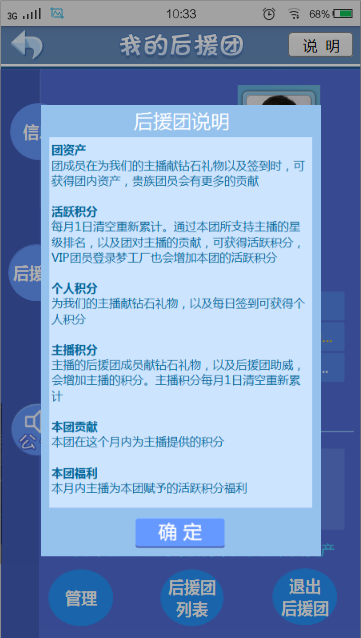 3G
10:33
68%
我的后援团
说 明
信
后援团说明
团资产
团成员在为我们的主播献钻石礼物以及签到时，可
获得团内资产，贵族团员会有更多的贡献
活跃积分
每月1日清空重新累计。通过本团所支持主播的星
级排名，以及团对主播的贡献，可获得活跃积分，
VIP团员登录梦工厂也会增加本团的活跃积分
后援
个人积分
为我们的主播献钻石礼物，以及每日签到可获得个
人积分
主播积分
主播的后援团成员献钻石礼物，以及后援团助威，
会增加主播的积分。主播积分每月1日清空重新累
计
公
本团贡献
本团在这个月内为主播提供的积分
本团福利
本月内主播为本团赋予的活跃积分福利
确 定
产
管理
后援团
列表
退出
后援团